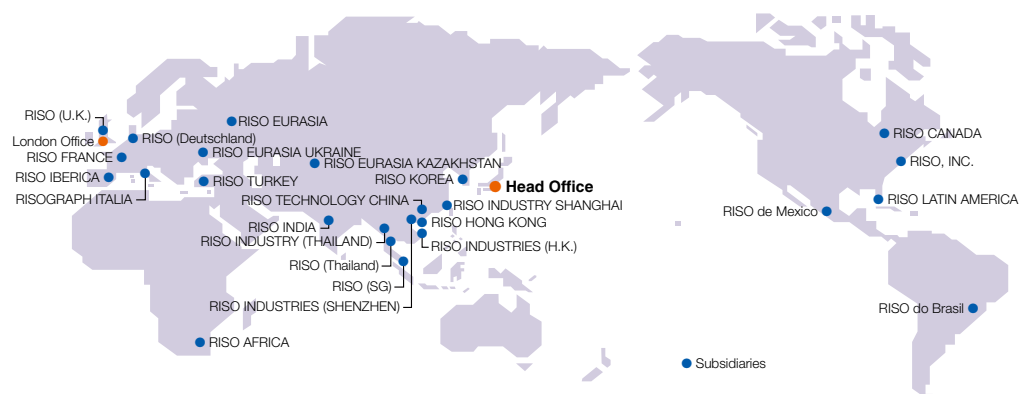 RISO (U.K.)
London Office
RISO FRANCE
RISO IBERICA
RISOGRAPH ITALIA
RISO (Deutschland)
RISO EURASIA
RISO EURASIA UKRAINE
RISO EURASIA KAZAKHSTAN
RISO TURKEY
RISO KOREA
Head Office
RISO TECHNOLOGY CHINA
RISO INDUSTRY SHANGHAI
RISO INDIA
RISO HONG KONG
RISO INDUSTRY (THAILAND)
RISO INDUSTRIES (H.K.)
RISO (Thailand)
RISO (SG)
RISO INDUSTRIES (SHENZHEN)
RISO AFRICA
RISO CANADA
RISO, INC.
RISO LATIN AMERICA
RISO de Mexico
RISO do Brasil
Subsidiaries